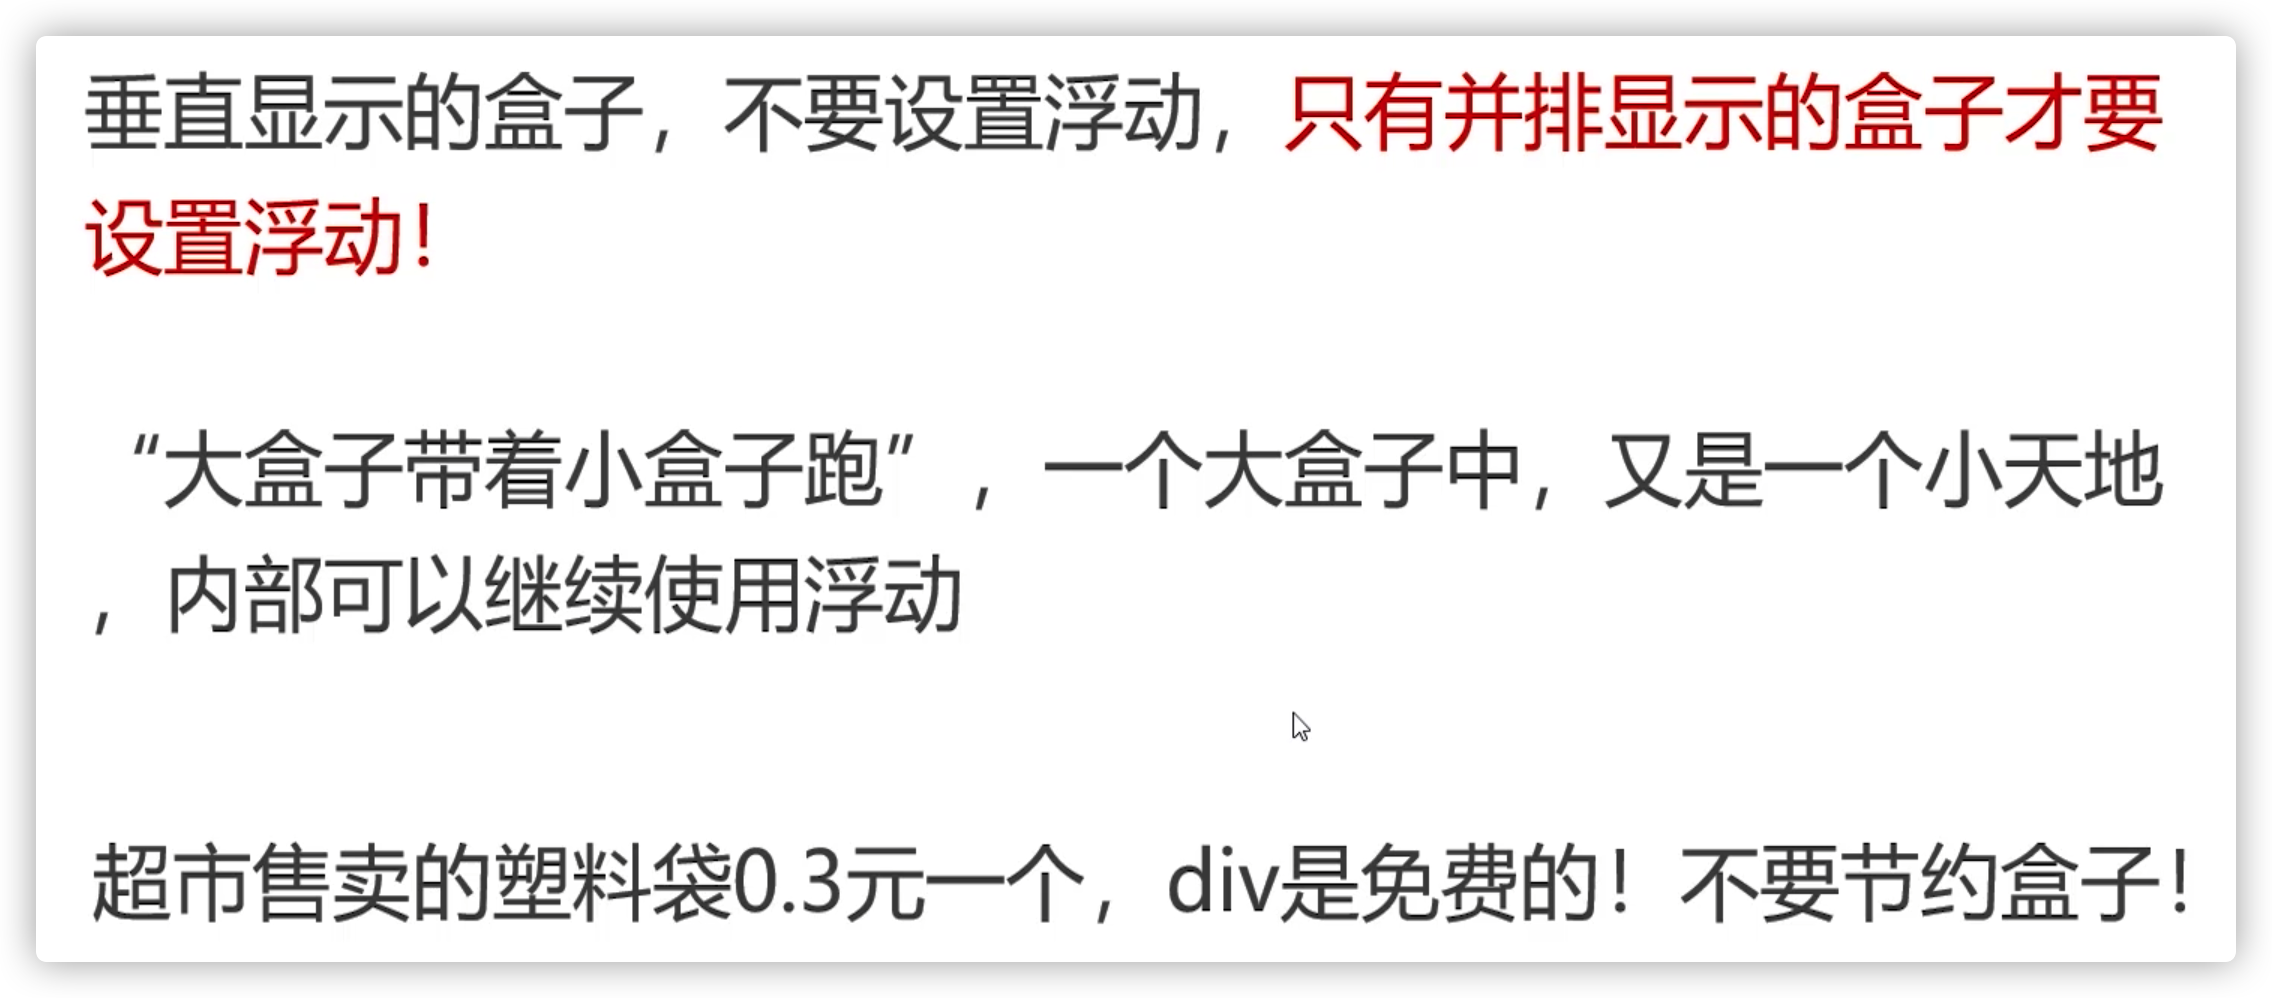 垂直显示的盒子，不要设置浮动，只有并排显示的盒子才要
设置浮动！
“大盒子带着小盒子跑”，一个大盒子中，又是一个小天地
，内部可以继续使用浮动
超市售卖的塑料袋0.3元一个，div是免费的！不要节约盒子！